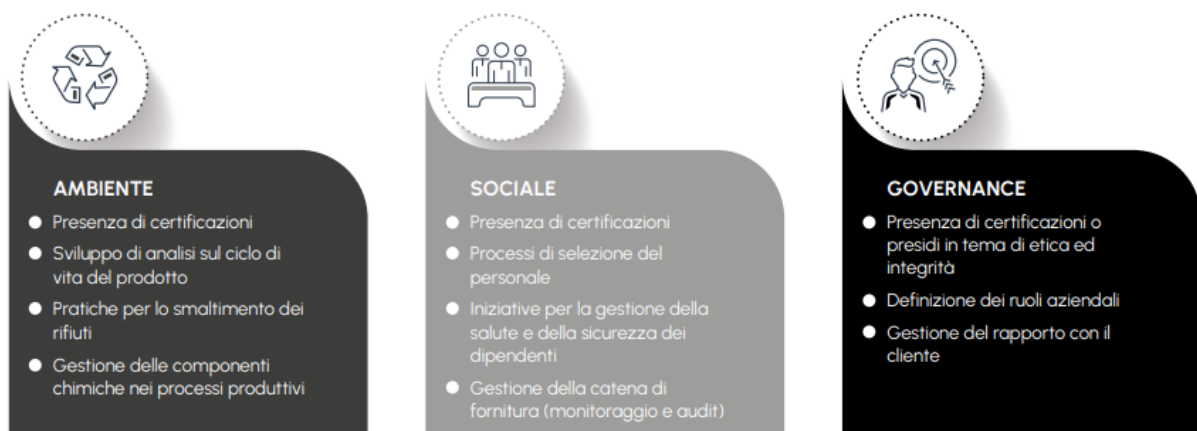 AMBIENTE
Presenza di certificazioni
Sviluppo di analisi sul ciclo di
vita del prodotto
Pratiche per lo smaltimento dei
rifiuti
Gestione delle componenti
chimiche nei processi produttivi
SOCIALE
Presenza di certificazioni
Processi di selezione del
personale
Iniziative per la gestione della
salute e della sicurezza dei
dipendenti
Gestione della catena di
fornitura (monitoraggio e audit)
GOVERNANCE
Presenza di certificazioni o
presidi in tema di etica ed
integrità
Definizione dei ruoli aziendali
Gestione del rapporto con il
cliente